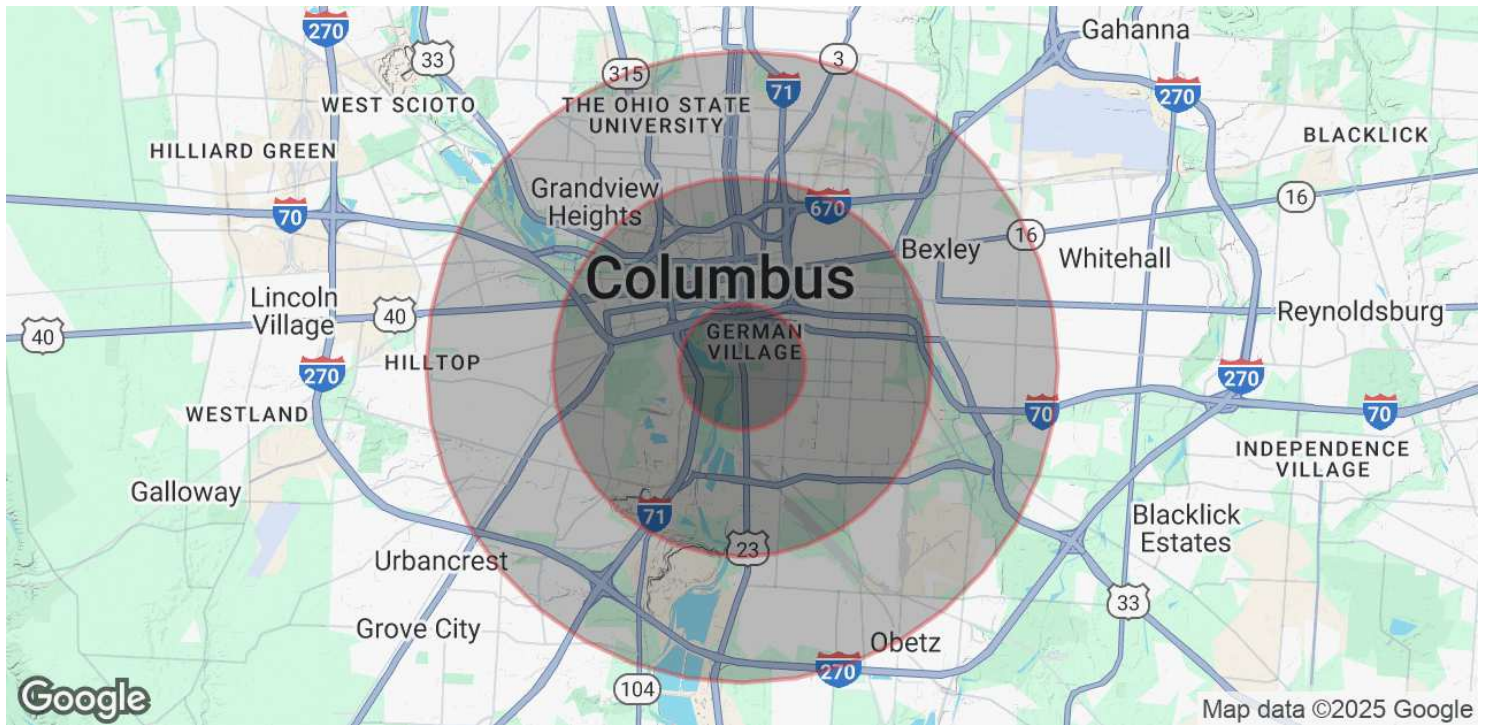 Gahanna
270
33
3
315
71
270
WEST SCIOTO
THE OHIO STATE
UNIVERSITY
BLACKLICK
HILLIARD GREEN
Grandview
Heights
16
70
670
16
Bexley
Whitehall
Columbus
Lincoln
Village
40
Reynoldsburg
40
GERMAN
VILLAGE
HILLTOP
270
270
WESTLAND
70
70
INDEPENDENCE
VILLAGE
Galloway
71
Blacklick
Estates
23
Urbancrest
33
Grove City
Obetz
270
104
Google
Map data ©2025 Google